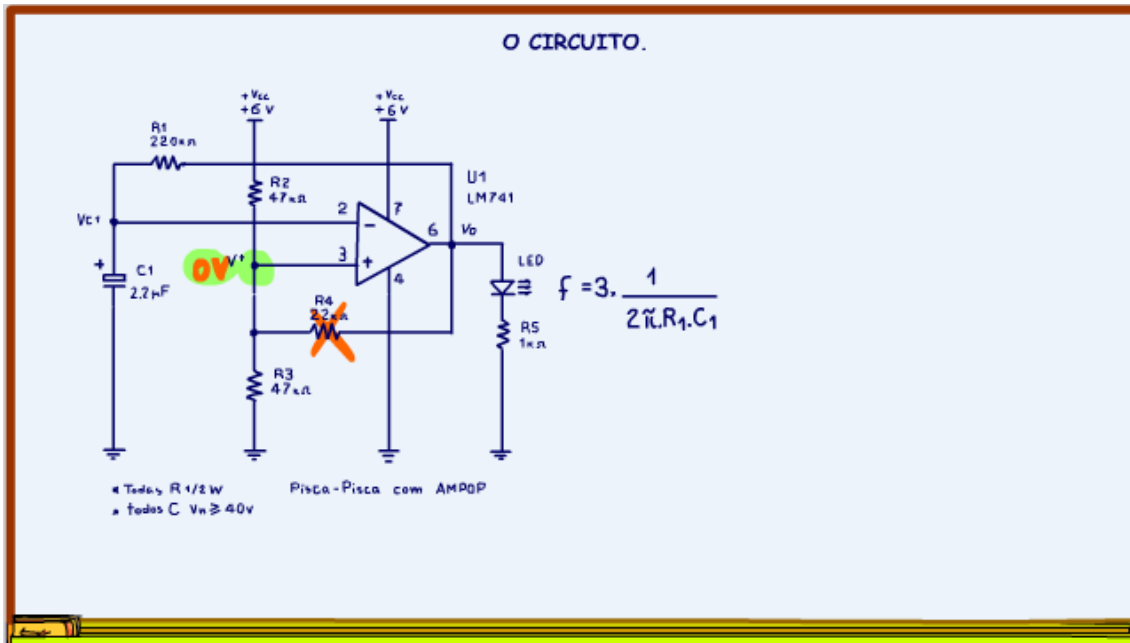 O CIRCUITO.
+Vcc
+6V
+Vcc
+6V
R1
220KΩ
R2
47KΩ
U1
LM741
Vc1
2
-
7
6
Vo
+
C1
2.2µF
0V
V+
3
+
4
LED
R4
22KΩ
R5
1KΩ
f = 3. 1
2π.R1.C1
R3
47KΩ
* Todas R 1/2W
* todos C Vn ≥ 40v
Pisca-Pisca com AMPOP